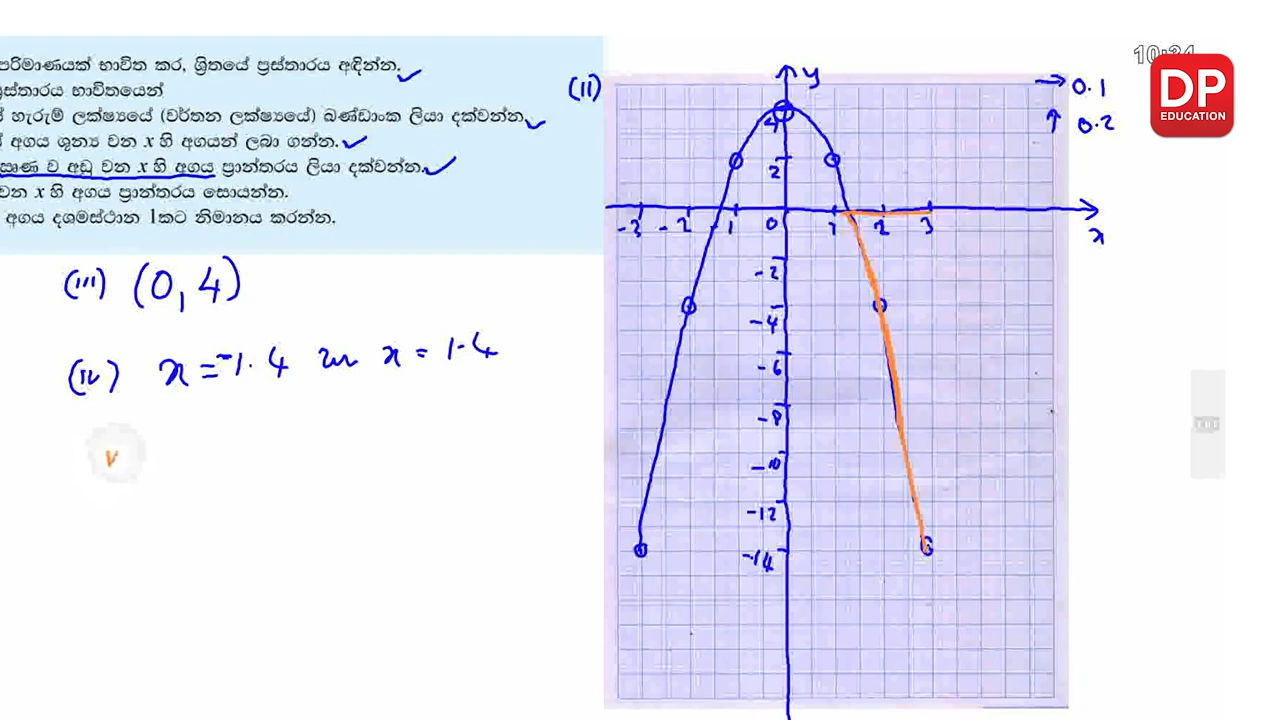 10:24
DP
EDUCATION
පරිමාණයක් භාවිත කර, ශ්‍රිතයේ ප්‍රස්තාරය අඳින්න.
ප්‍රස්තාරය භාවිතයෙන්
හැරුම් ලක්ෂ්‍යයේ (වර්තන ලක්ෂ්‍යයේ) ඛණ්ඩාංක ලියා දක්වන්න.
අගය ශුන්‍ය වන x හි අගයන් ලබා ගන්න.
ඍණ ව අඩු වන x හි අගය ප්‍රාන්තරය ලියා දක්වන්න.
වන x හි අගය ප්‍රාන්තරය සොයන්න.
අගය දශමස්ථාන 1කට නිමානය කරන්න.
(iii) (0, 4)
(iv) x = -1.4 හෝ x = 1.4
v
(ii)
y
→ 0.1
↑ 0.2
4
2
-3 -2 -1 0 1 2 3
x
-2
-4
-6
-8
-10
-12
-14